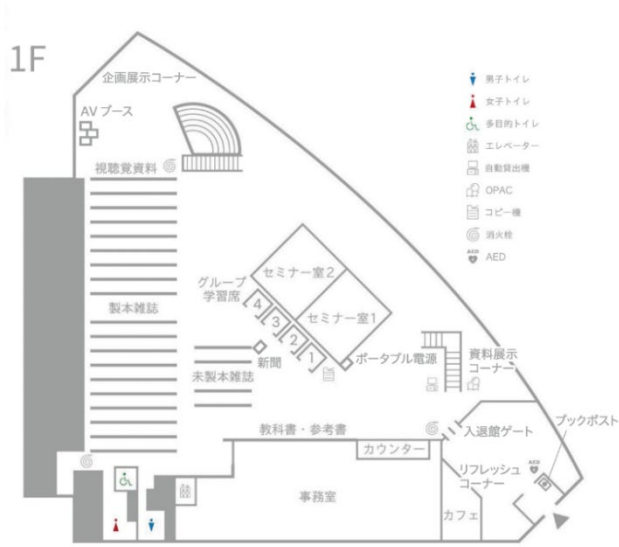 1F
企画展示コーナー
AV ブース
視聴覚資料
製本雑誌
グループ
学習席
セミナー室2
セミナー室1
4
3
2
1
新聞
未製本雑誌
ポータブル電源
資料展示
コーナー
教科書・参考書
カウンター
入退館ゲート
ブックポスト
リフレッシュ
コーナー
AED
事務室
カフェ
男子トイレ
女子トイレ
多目的トイレ
エレベーター
自動貸出機
OPAC
コピー機
消火栓
AED
AED